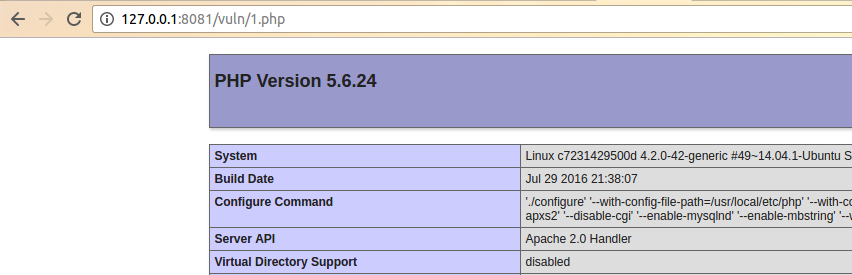 127.0.0.1:8081/vuln/1.php
PHP Version 5.6.24
System Linux c7231429500d 4.2.0-42-generic #49~14.04.1-Ubuntu S
Build Date Jul 29 2016 21:38:07
Configure Command './configure' '--with-config-file-path=/usr/local/etc/php' '--with-co
apxs2' '--disable-cgi' '--enable-mysqlnd' '--enable-mbstring' '--w
Server API Apache 2.0 Handler
Virtual Directory Support disabled